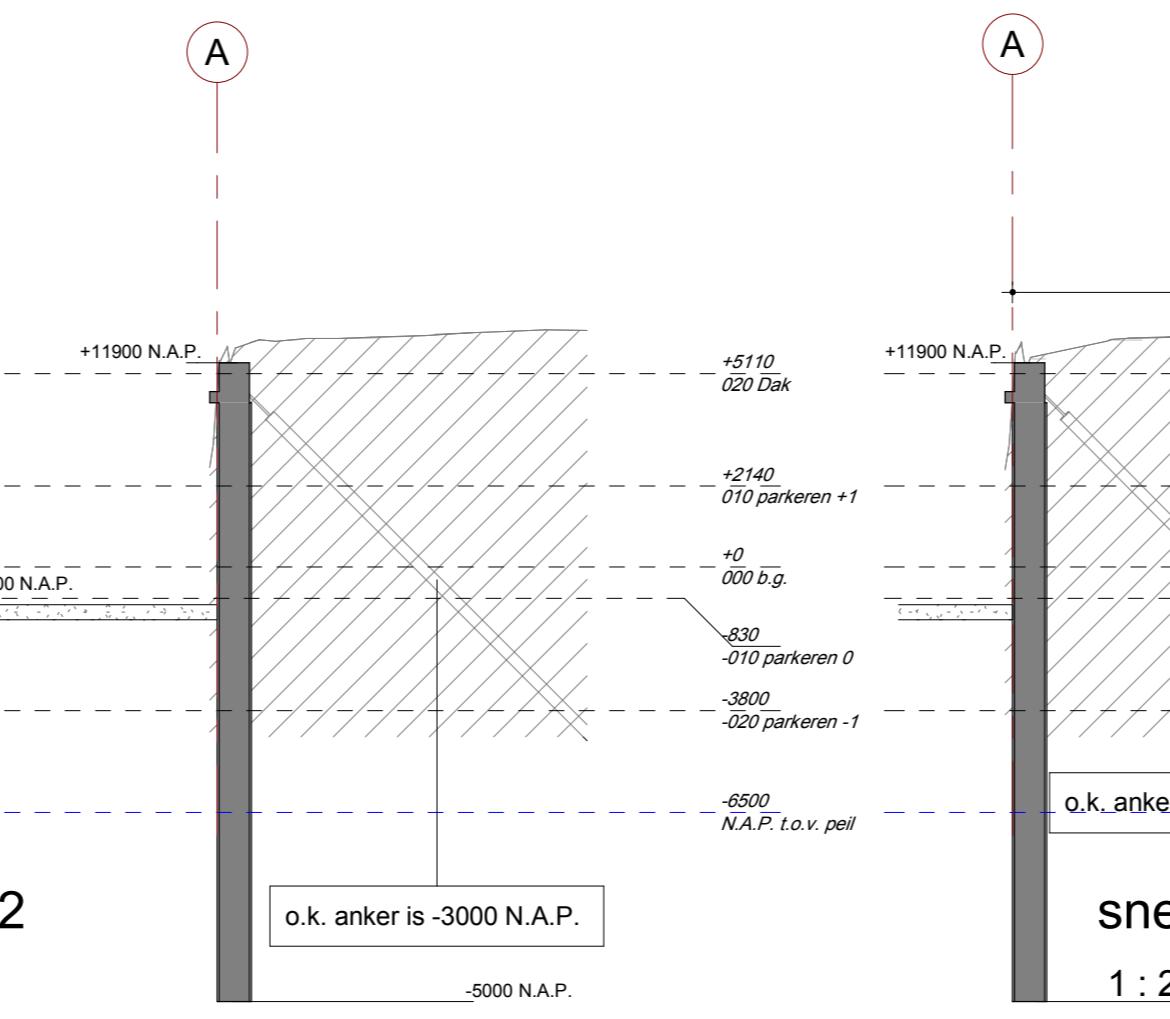 A
A
+11900 N.A.P.
+11900 N.A.P.
+5110
020 Dak
+2140
010 parkeren +1
+0
000 b.g.
00 N.A.P.
-830
-010 parkeren 0
-3800
-020 parkeren -1
-6500
N.A.P. t.o.v. peil
o.k. anke
2
o.k. anker is -3000 N.A.P.
sne
1 : 2
-5000 N.A.P.